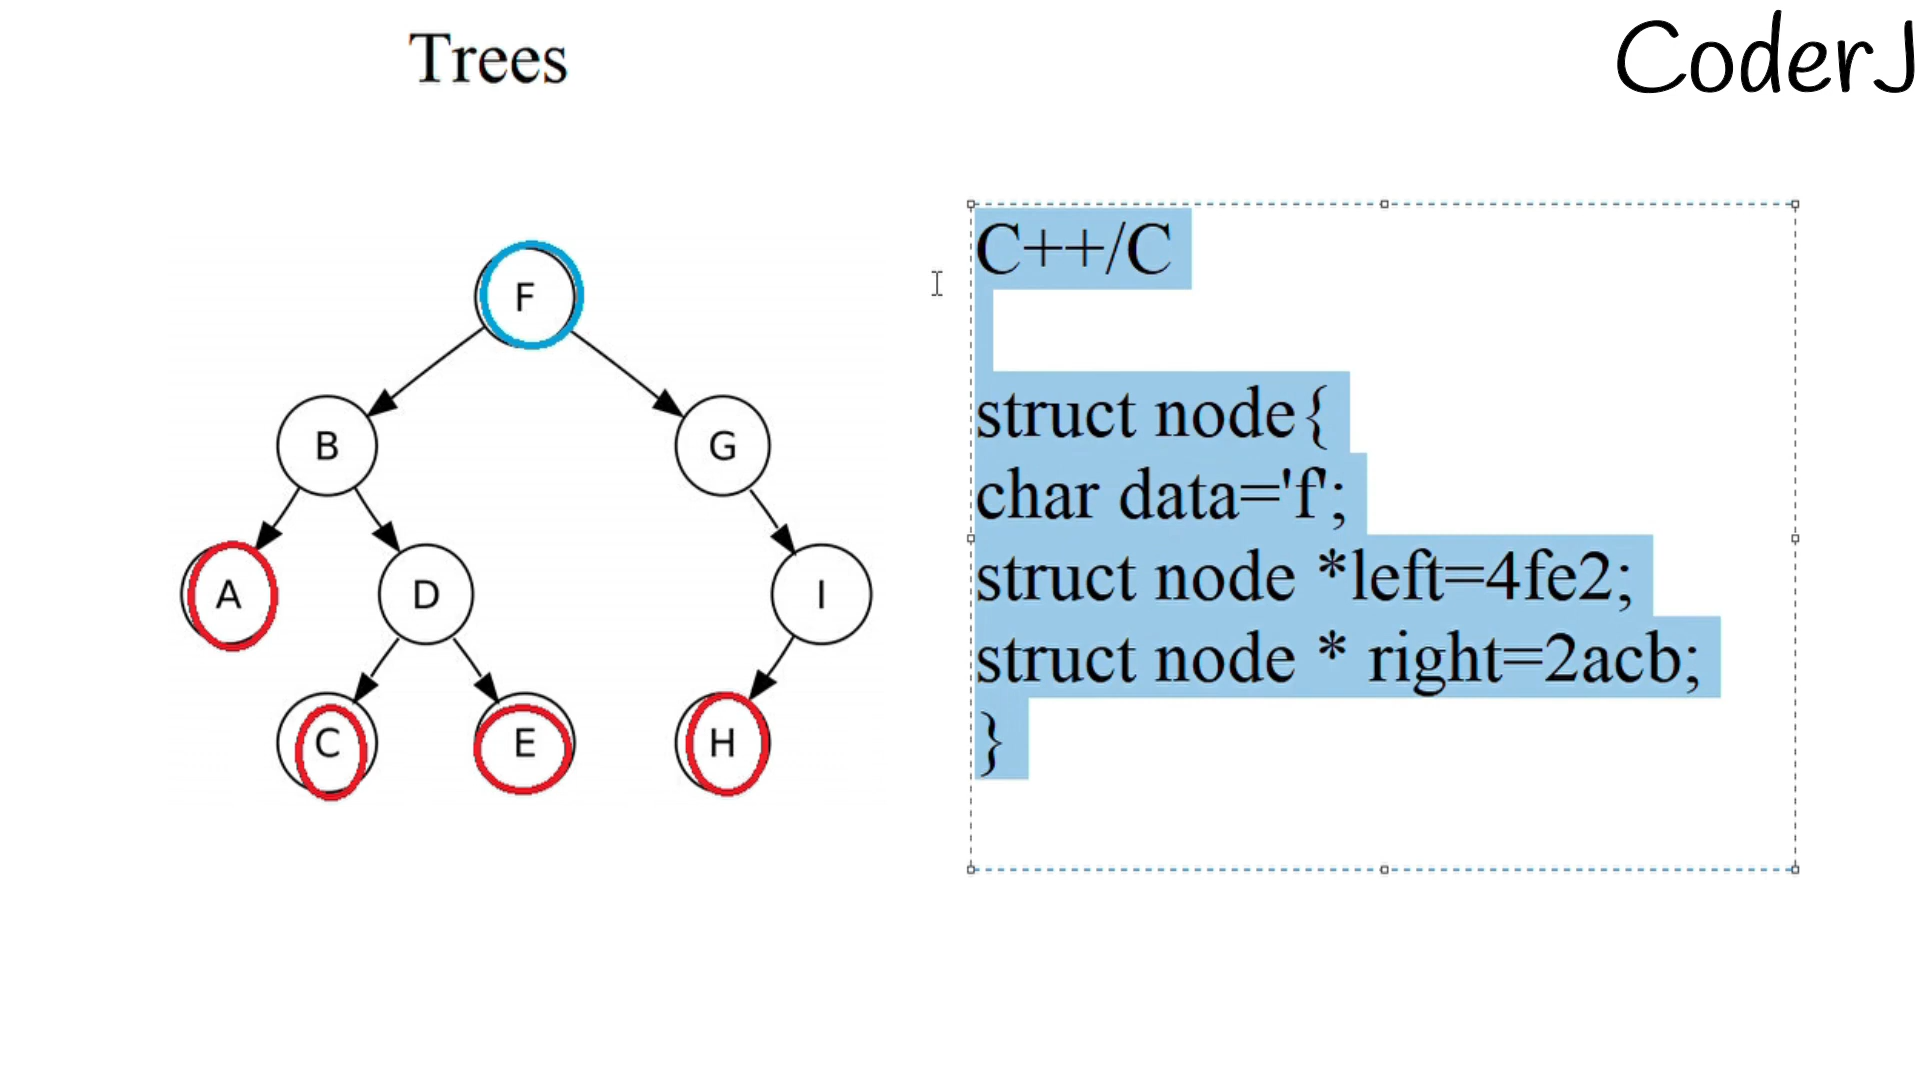 Trees
CoderJ
F
B
G
A
D
I
C
E
H
C++/C
struct node{
char data='f';
struct node *left=4fe2;
struct node * right=2acb;
}